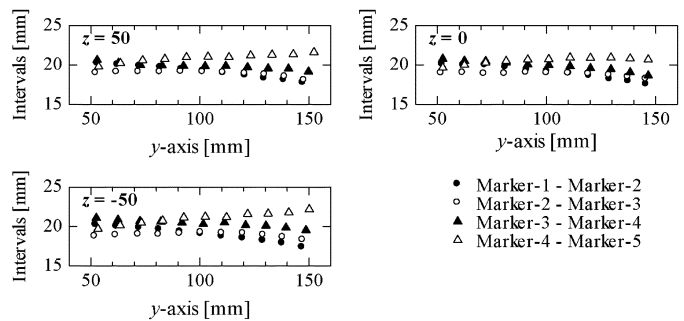 Intervals [mm]
25
20
15
z = 50
50
100
150
y-axis [mm]
Intervals [mm]
25
20
15
z = 0
50
100
150
y-axis [mm]
Intervals [mm]
25
20
15
z = -50
50
100
150
y-axis [mm]
Marker-1 - Marker-2
Marker-2 - Marker-3
Marker-3 - Marker-4
Marker-4 - Marker-5